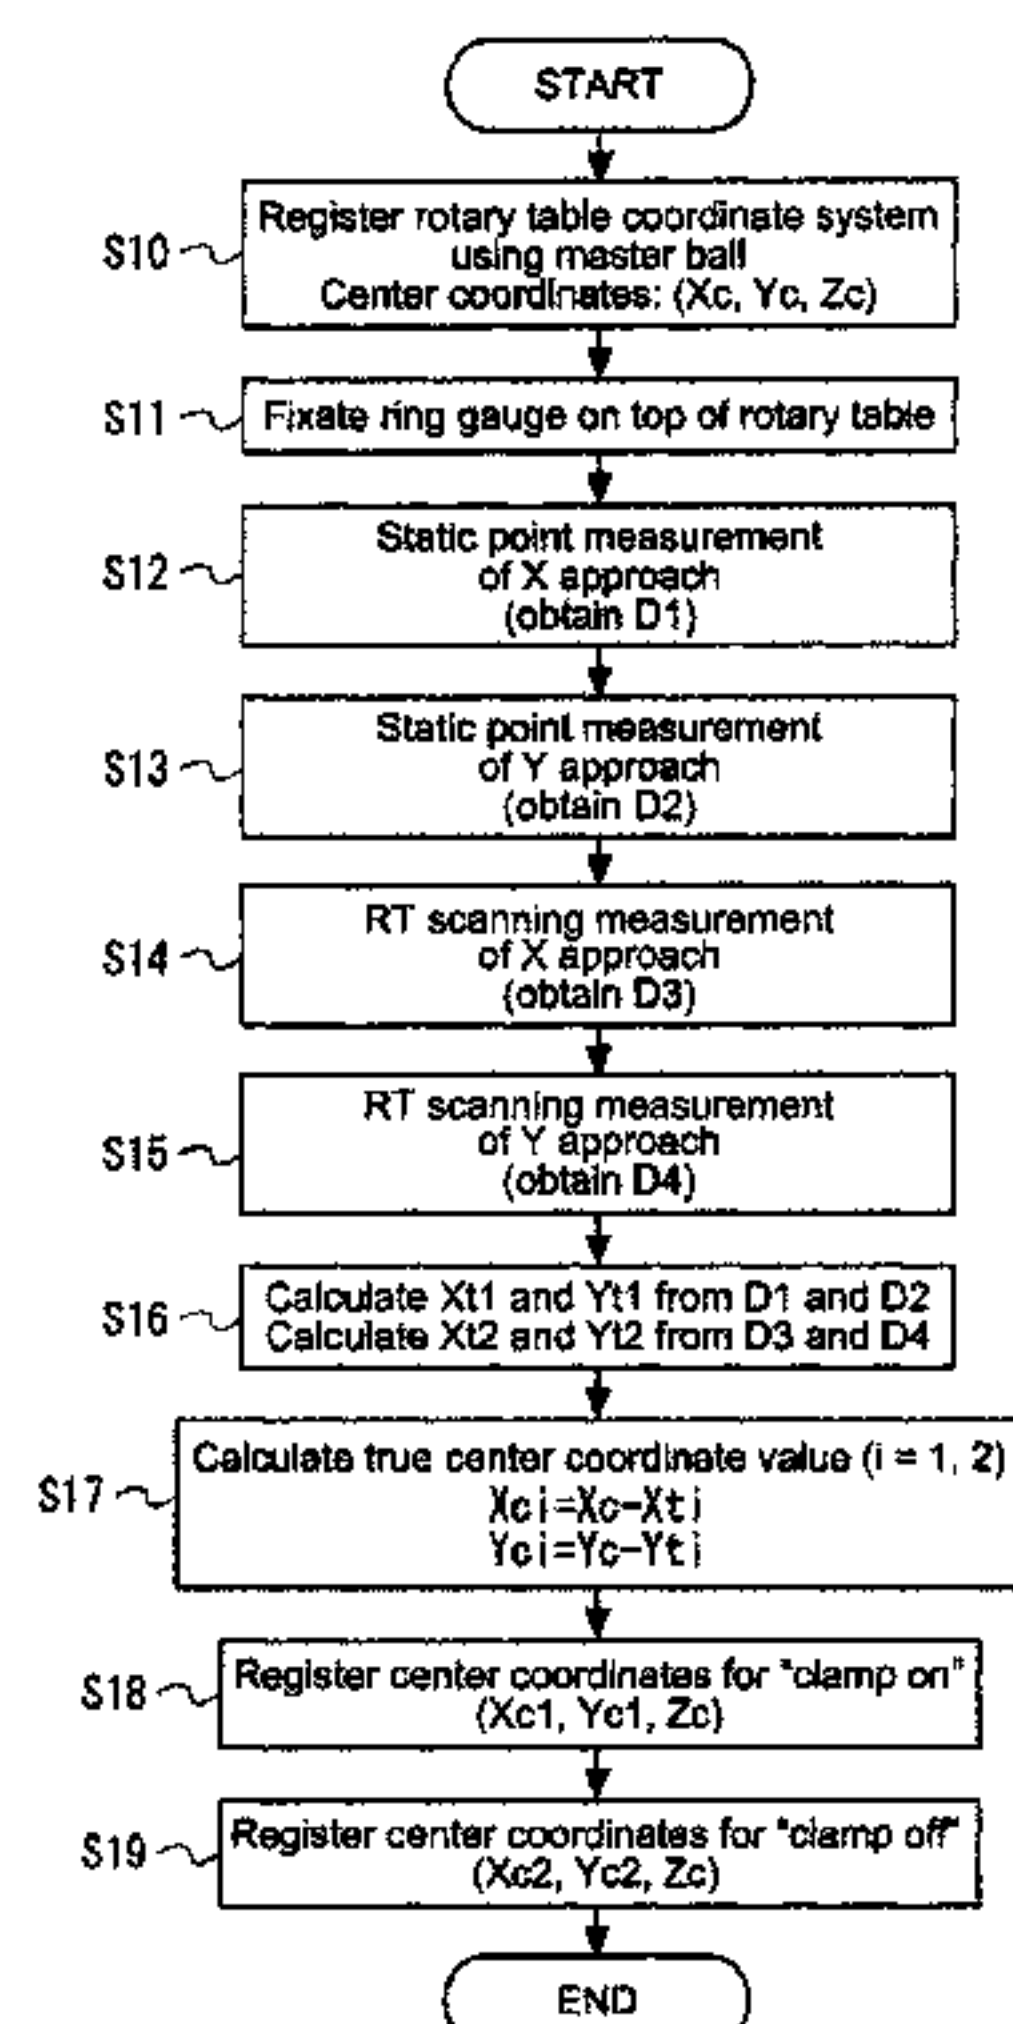 START
S10
Register rotary table coordinate system
using master ball
Center coordinates: (Xc, Yc, Zc)
S11
Fixate ring gauge on top of rotary table
S12
Static point measurement
of X approach
(obtain D1)
S13
Static point measurement
of Y approach
(obtain D2)
S14
RT scanning measurement
of X approach
(obtain D3)
S15
RT scanning measurement
of Y approach
(obtain D4)
S16
Calculate Xt1 and Yt1 from D1 and D2
Calculate Xt2 and Yt2 from D3 and D4
S17
Calculate true center coordinate value (i = 1, 2)
Xci=Xc-Xti
Yci=Yc-Yti
S18
Register center coordinates for "clamp on"
(Xc1, Yc1, Zc)
S19
Register center coordinates for "clamp off"
(Xc2, Yc2, Zc)
END